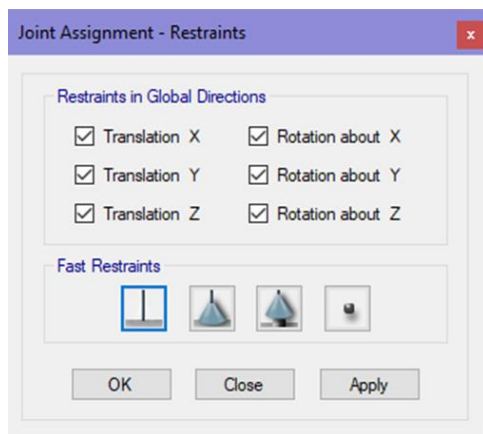 Joint Assignment - Restraints
x
Restraints in Global Directions
Translation X
Rotation about X
Translation Y
Rotation about Y
Translation Z
Rotation about Z
Fast Restraints
OK
Close
Apply